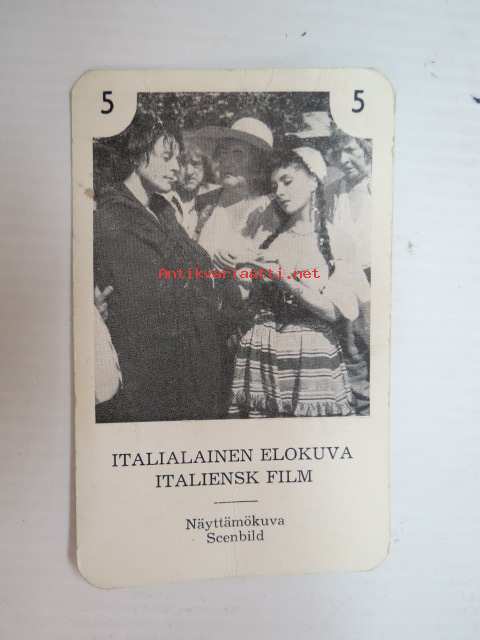 5 5
Antikvariaatti.net
ITALIALAINEN ELOKUVA
ITALIENSK FILM
Näyttämökuva
Scenbild